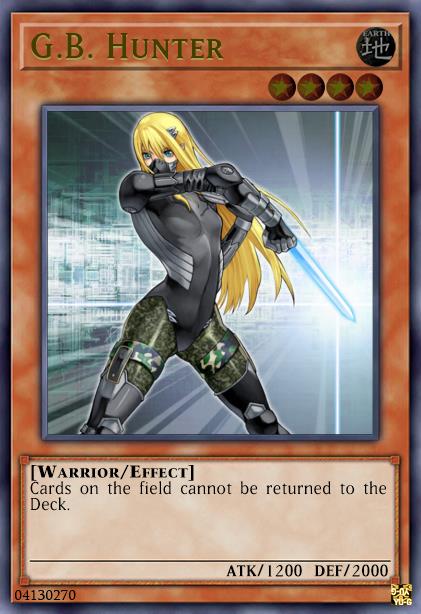 G.B. Hunter
EARTH
地
[Warrior/Effect]
Cards on the field cannot be returned to the
Deck.
ATK/1200 DEF/2000
04130270